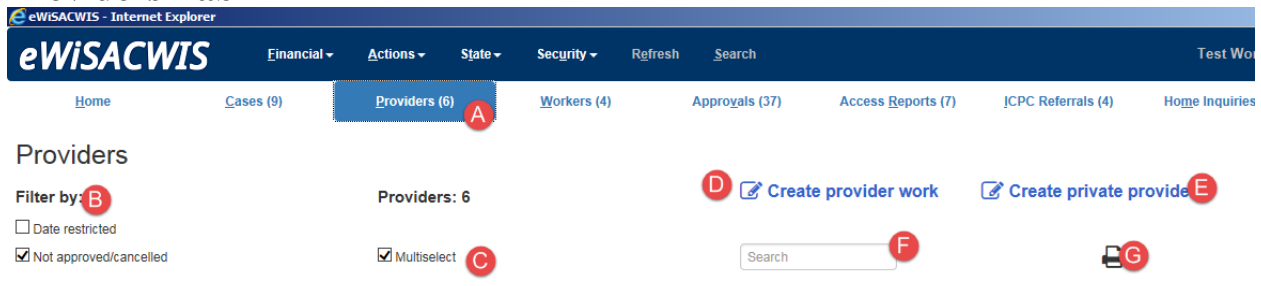 eWiSACWIS - Internet Explorer
eWiSACWIS Financial Actions State Security Refresh Search Test Wor
Home Cases (9) Providers (6) A Workers (4) Approvals (37) Access Reports (7) ICPC Referrals (4) Home Inquiries
Providers
Filter by: B Providers: 6 D Create provider work Create private provide E
Date restricted
Not approved/cancelled Multiselect C Search F G